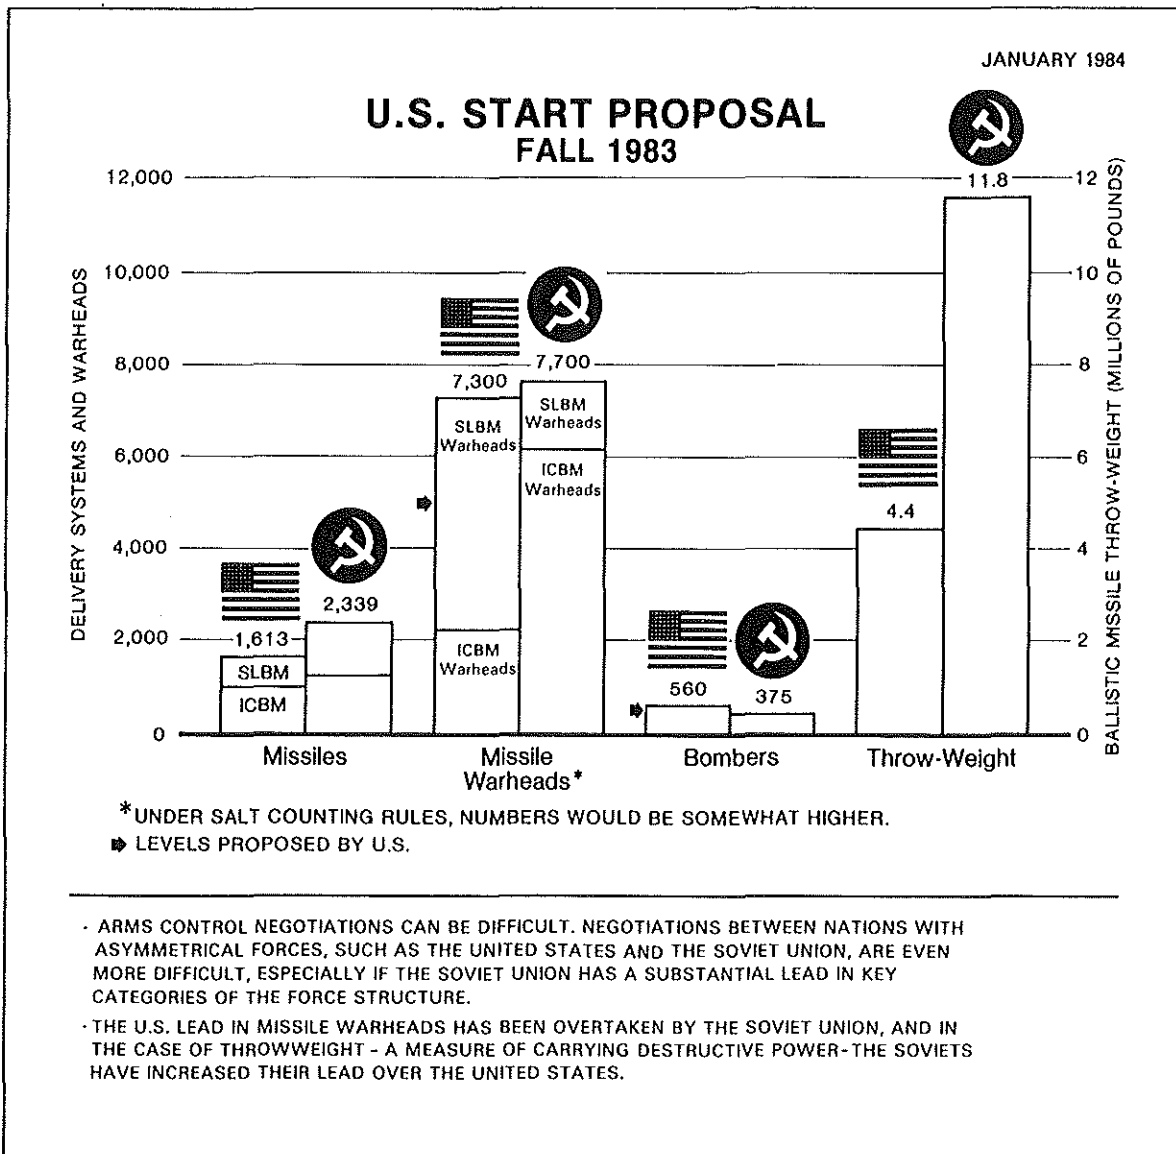 JANUARY 1984
U.S. START PROPOSAL
FALL 1983
DELIVERY SYSTEMS AND WARHEADS
12,000
10,000
8,000
6,000
4,000
2,000
0
1,613
SLBM
ICBM
2,339
Missiles
7,300
SLBM
Warheads
ICBM
Warheads
7,700
SLBM
Warheads
ICBM
Warheads
Missile
Warheads*
560
375
Bombers
4.4
11.8
Throw-Weight
12
10
8
6
4
2
0
BALLISTIC MISSILE THROW-WEIGHT (MILLIONS OF POUNDS)
*UNDER SALT COUNTING RULES, NUMBERS WOULD BE SOMEWHAT HIGHER.
LEVELS PROPOSED BY U.S.
· ARMS CONTROL NEGOTIATIONS CAN BE DIFFICULT. NEGOTIATIONS BETWEEN NATIONS WITH
ASYMMETRICAL FORCES, SUCH AS THE UNITED STATES AND THE SOVIET UNION, ARE EVEN
MORE DIFFICULT, ESPECIALLY IF THE SOVIET UNION HAS A SUBSTANTIAL LEAD IN KEY
CATEGORIES OF THE FORCE STRUCTURE.
· THE U.S. LEAD IN MISSILE WARHEADS HAS BEEN OVERTAKEN BY THE SOVIET UNION, AND IN
THE CASE OF THROWWEIGHT - A MEASURE OF CARRYING DESTRUCTIVE POWER - THE SOVIETS
HAVE INCREASED THEIR LEAD OVER THE UNITED STATES.